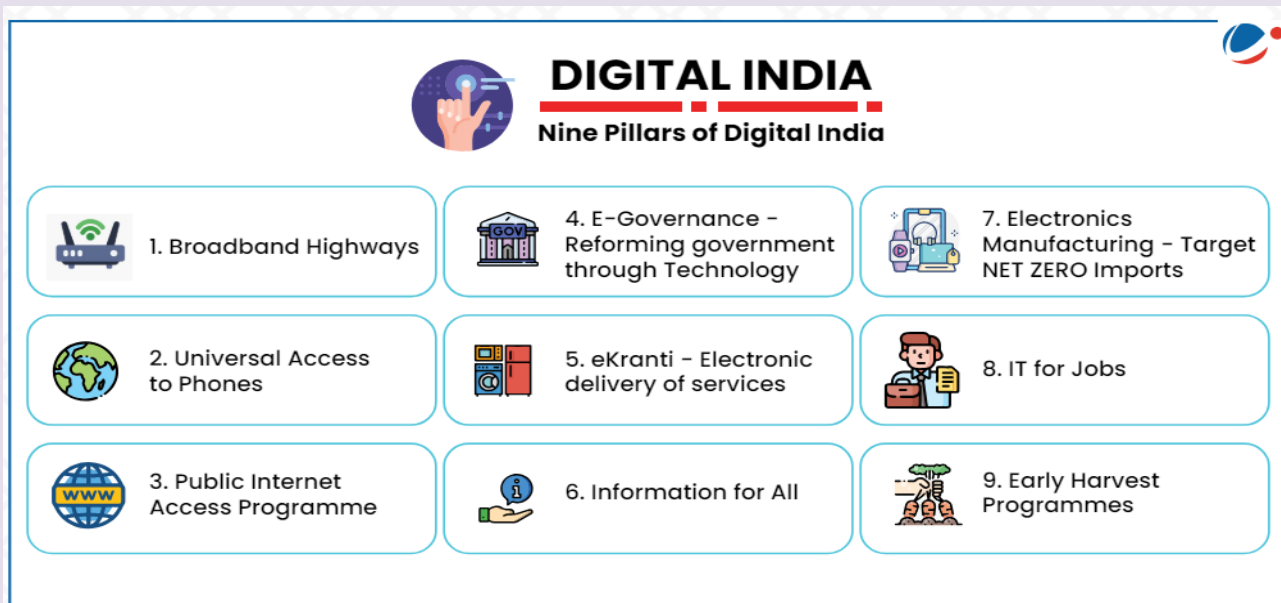 DIGITAL INDIA
Nine Pillars of Digital India
1. Broadband Highways
2. Universal Access
to Phones
3. Public Internet
Access Programme
4. E-Governance -
Reforming government
through Technology
5. eKranti - Electronic
delivery of services
6. Information for All
7. Electronics
Manufacturing - Target
NET ZERO Imports
8. IT for Jobs
9. Early Harvest
Programmes
GOV
WWW